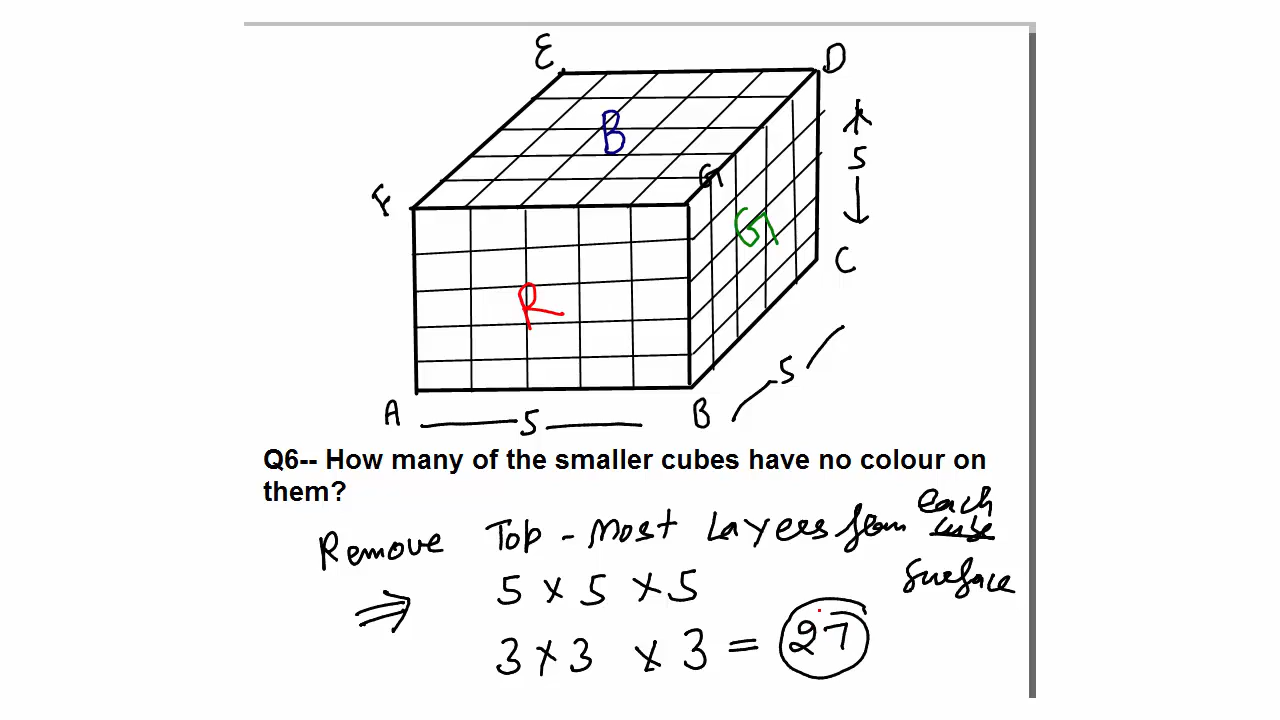 E
D
B
5
F
G
G
C
R
5
A
5
B
Q6-- How many of the smaller cubes have no colour on
them?
Remove Top-Most Layers from each cube
surface
⇒ 5 × 5 × 5
3 × 3 × 3 = 27